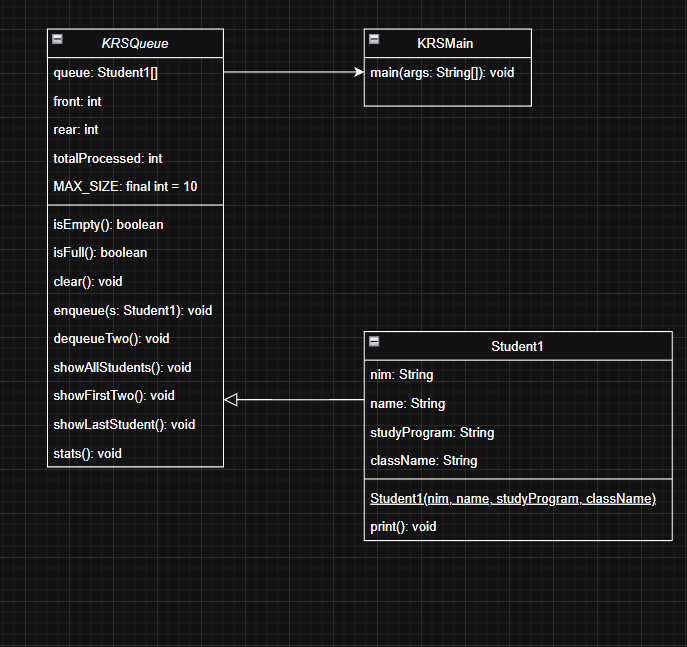 KRSQueue
queue: Student1[]
front: int
rear: int
totalProcessed: int
MAX_SIZE: final int = 10
isEmpty(): boolean
isFull(): boolean
clear(): void
enqueue(s: Student1): void
dequeueTwo(): void
showAllStudents(): void
showFirstTwo(): void
showLastStudent(): void
stats(): void
KRSMain
main(args: String[]): void
Student1
nim: String
name: String
studyProgram: String
className: String
Student1(nim, name, studyProgram, className)
print(): void